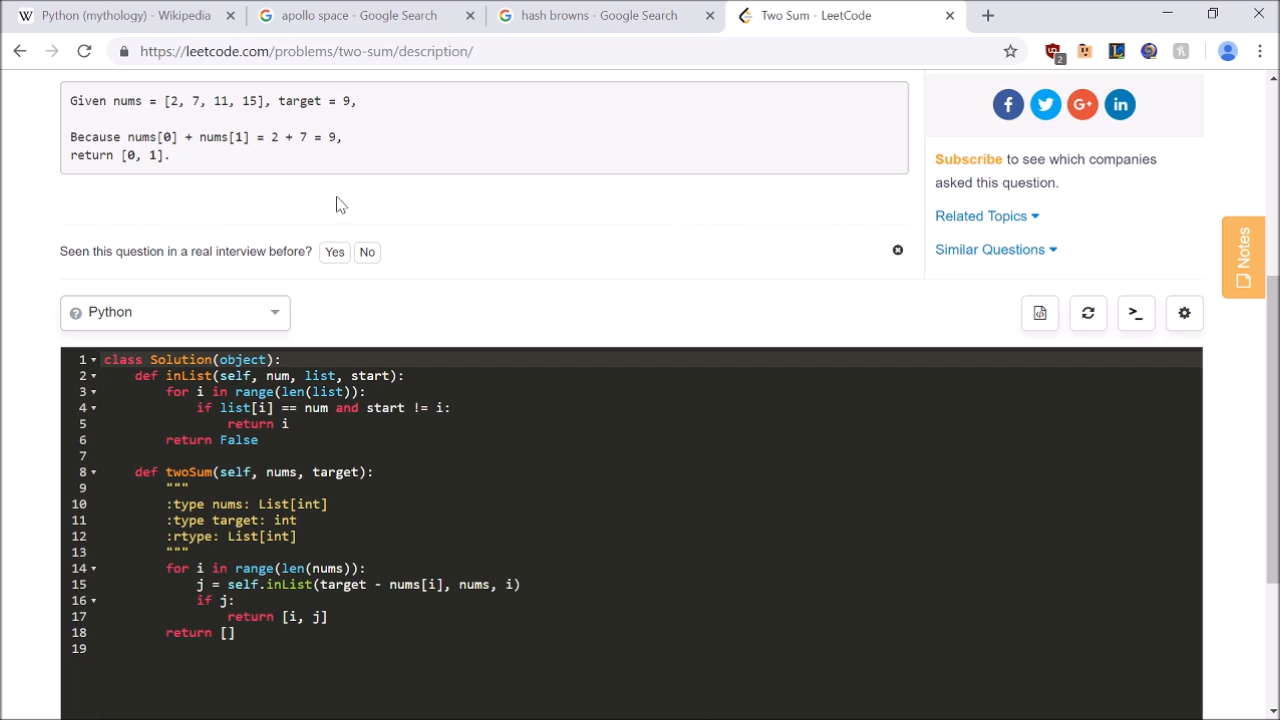 Python (mythology) - Wikipedia
apollo space - Google Search
hash browns - Google Search
Two Sum - LeetCode
https://leetcode.com/problems/two-sum/description/
2
Given nums = [2, 7, 11, 15], target = 9,
Because nums[0] + nums[1] = 2 + 7 = 9,
return [0, 1].
Subscribe to see which companies
asked this question.
Related Topics
Similar Questions
Notes
Seen this question in a real interview before? Yes No
Python
1 class Solution(object):
2 def inList(self, num, list, start):
3 for i in range(len(list)):
4 if list[i] == num and start != i:
5 return i
6 return False
7
8 def twoSum(self, nums, target):
9 """
10 :type nums: List[int]
11 :type target: int
12 :rtype: List[int]
13 """
14 for i in range(len(nums)):
15 j = self.inList(target - nums[i], nums, i)
16 if j:
17 return [i, j]
18 return []
19